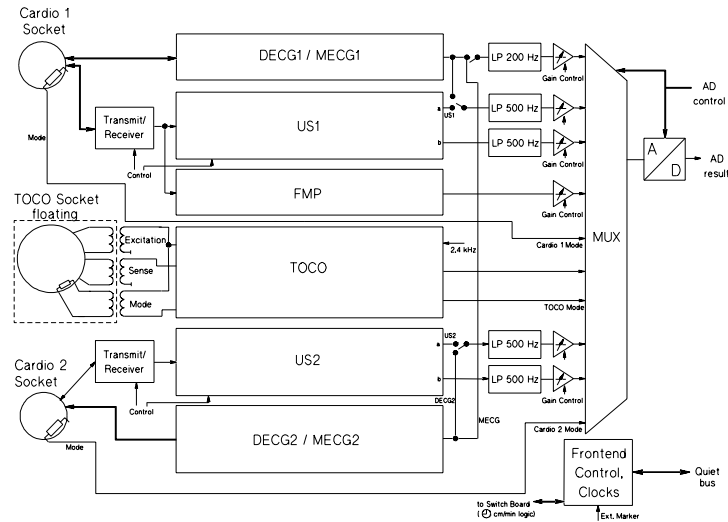 Cardio 1
Socket
DECG1 / MECG1
LP 200 Hz
Gain Control
AD
control
Transmit/
Receiver
US1
a
US1
LP 500 Hz
Gain Control
Mode
b
LP 500 Hz
A
D
AD
result
Control
Gain Control
FMP
TOCO Socket
floating
Gain Control
MUX
Excitation
TOCO
2,4 kHz
Cardio 1 Mode
Sense
Mode
TOCO Mode
US2
US2
a
LP 500 Hz
Cardio 2
Socket
Transmit/
Receiver
b
LP 500 Hz
Control
DECG2
Gain Control
DECG2 / MECG2
MECG
Cardio 2 Mode
Mode
Frontend
Control,
Clocks
Quiet
bus
to Switch Board
( cm/min logic)
Ext. Marker